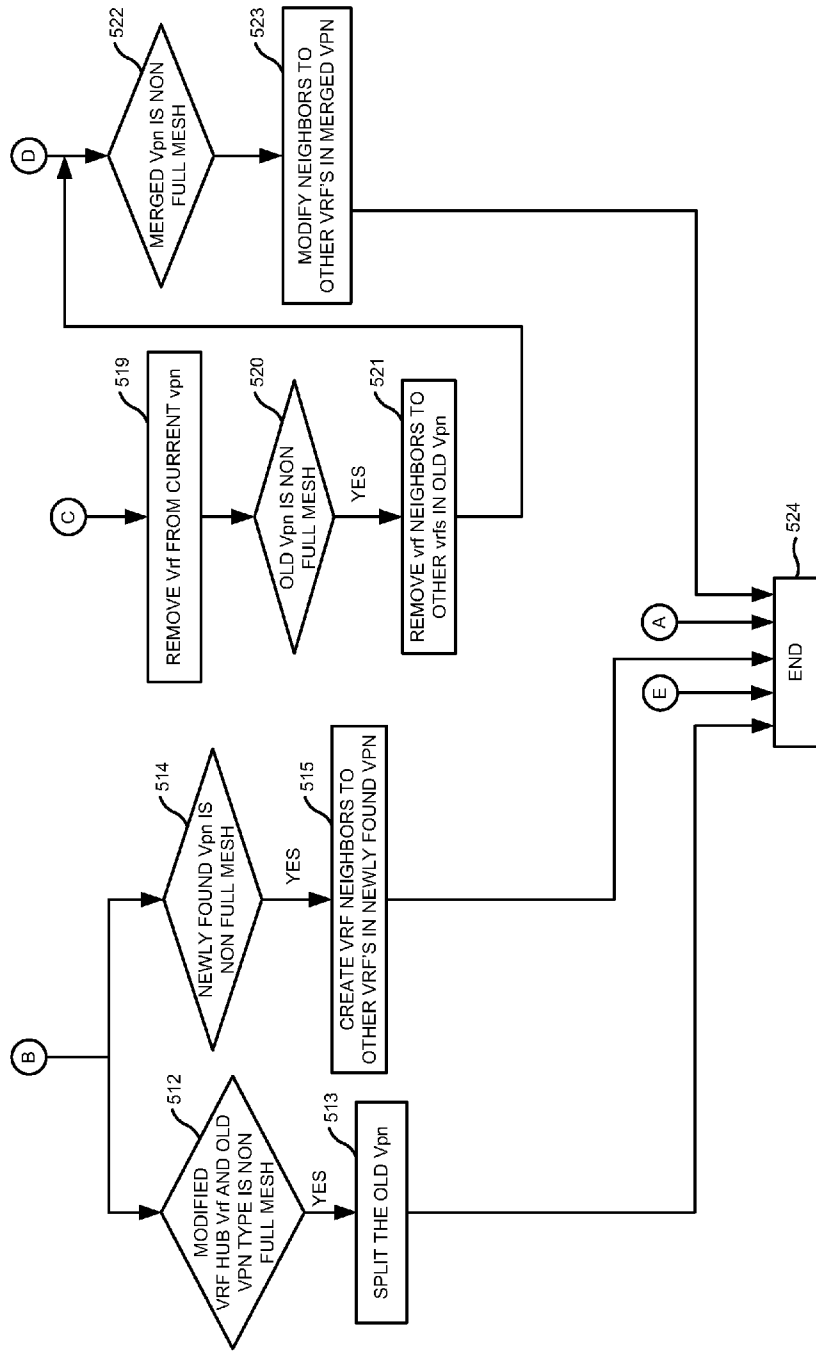 B
512
MODIFIED
VRF HUB Vrf AND OLD
VPN TYPE IS NON
FULL MESH
YES
513
SPLIT THE OLD Vpn
514
NEWLY FOUND Vpn IS
NON FULL MESH
YES
515
CREATE VRF NEIGHBORS TO
OTHER VRF'S IN NEWLY FOUND VPN
C
519
REMOVE Vrf FROM CURRENT vpn
520
OLD Vpn IS NON
FULL MESH
YES
521
REMOVE vrf NEIGHBORS TO
OTHER vrfs IN OLD Vpn
D
522
MERGED Vpn IS NON
FULL MESH
523
MODIFY NEIGHBORS TO
OTHER VRF'S IN MERGED VPN
E
A
524
END